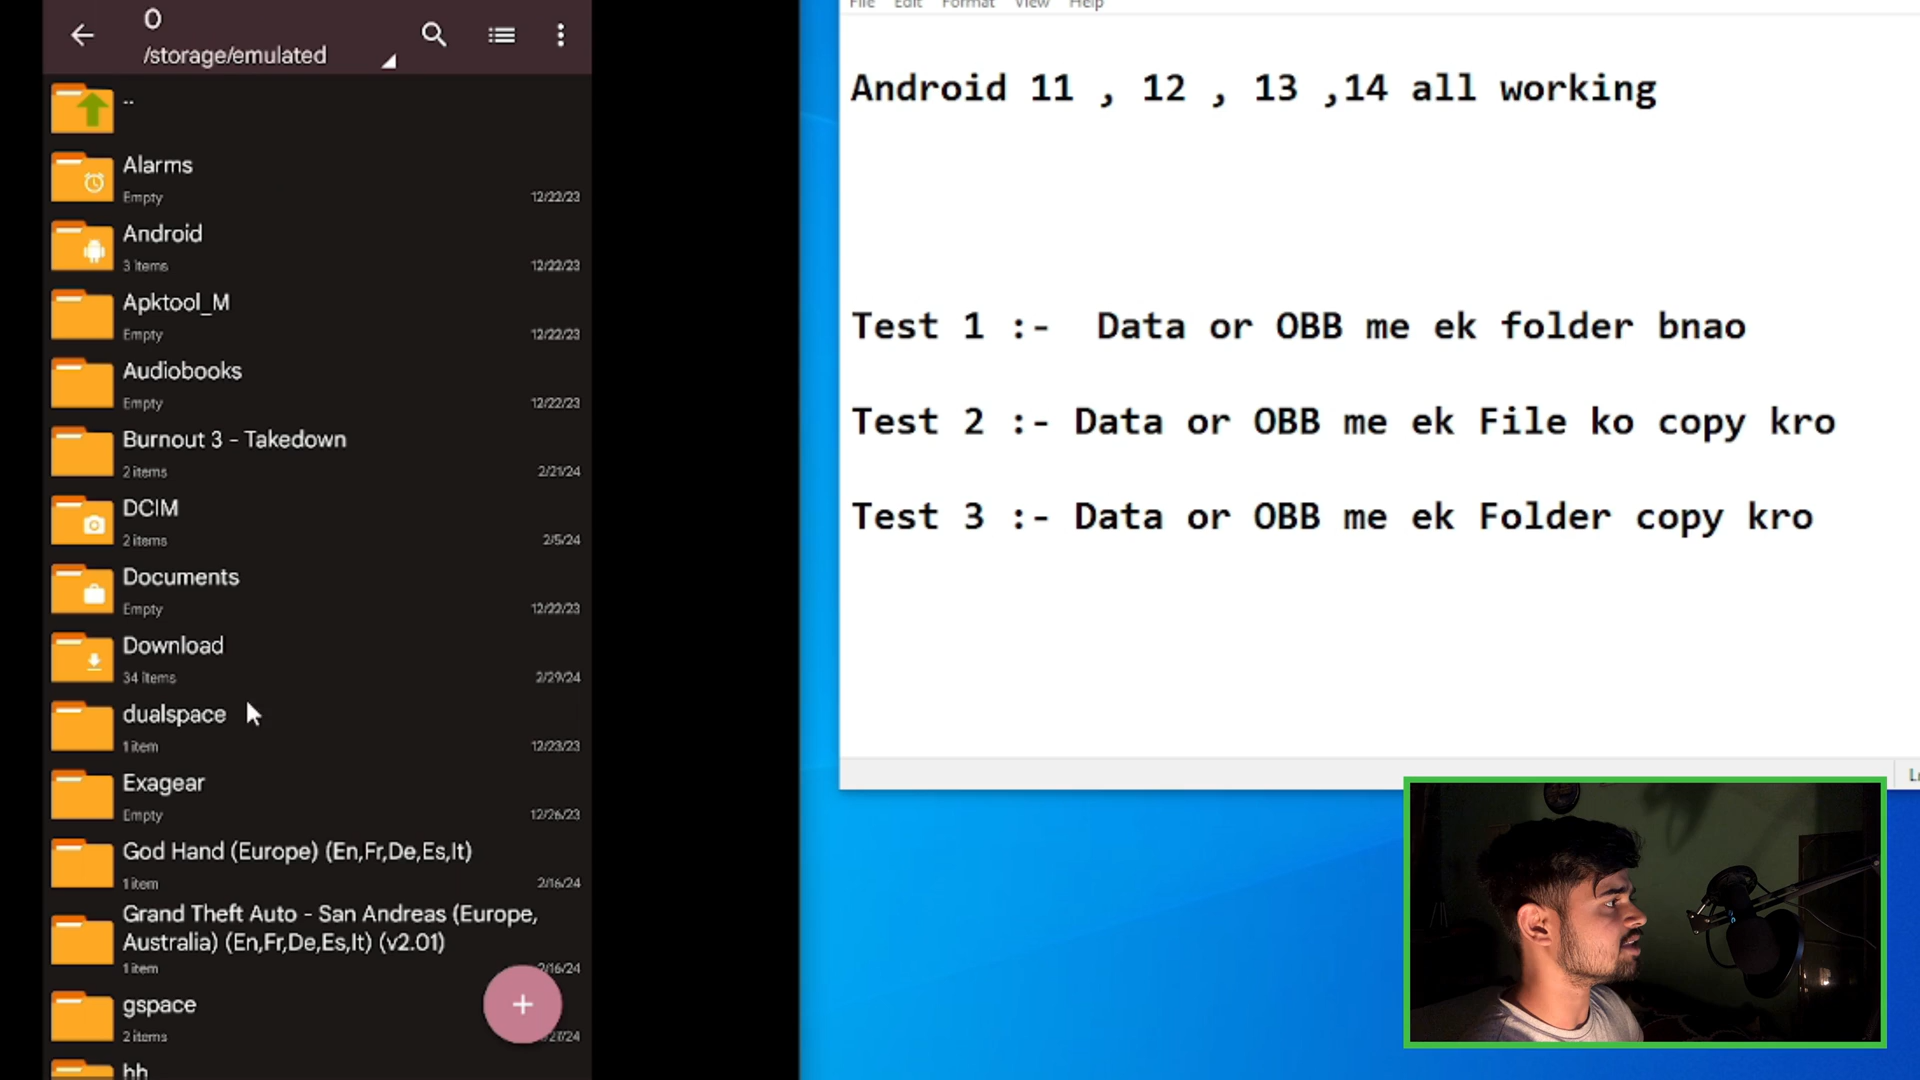 0
/storage/emulated
..
Alarms
Empty
12/22/23
Android
3 items
12/22/23
Apktool_M
Empty
12/22/23
Audiobooks
Empty
12/22/23
Burnout 3 - Takedown
2 items
2/21/24
DCIM
2 items
2/5/24
Documents
Empty
12/22/23
Download
34 items
2/29/24
dualspace
1 item
12/23/23
Exagear
Empty
12/26/23
God Hand (Europe) (En,Fr,De,Es,It)
1 item
2/16/24
Grand Theft Auto - San Andreas (Europe,
Australia) (En,Fr,De,Es,It) (v2.01)
1 item
2/16/24
gspace
2 items
hh
File Edit Format View Help
Android 11 , 12 , 13 ,14 all working
Test 1 :- Data or OBB me ek folder bnao
Test 2 :- Data or OBB me ek File ko copy kro
Test 3 :- Data or OBB me ek Folder copy kro